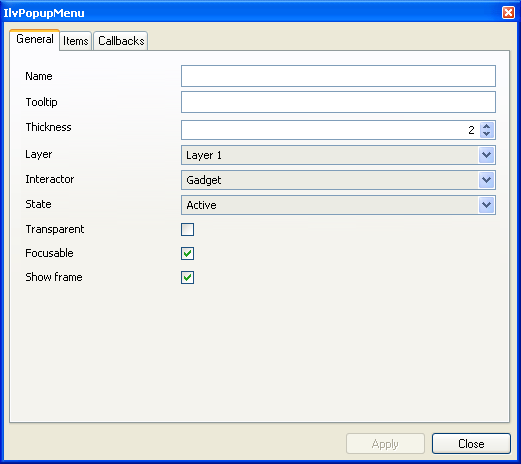 IlvPopupMenu
General Items Callbacks
Name
Tooltip
Thickness 2
Layer Layer 1
Interactor Gadget
State Active
Transparent
Focusable
Show frame
Apply Close